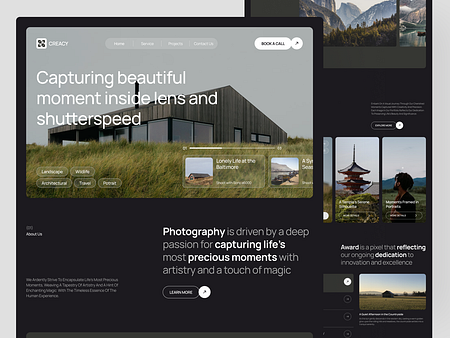 CREACY
Home
Service
Projects
Contact Us
BOOK A CALL
Capturing beautiful
moment inside lens and
shutterspeed
Landscape
Wildlife
Architectural
Travel
Potrait
Lonely Life at the
Baltimore
A Sy
Seas
About Us
Photography is driven by a deep
passion for capturing life's
most precious moments with
artistry and a touch of magic
We Ardently Strive To Encapsulate Life's Most Precious
Moments, Weaving A Tapestry Of Artistry And A Hint Of
Enchanting Magic. With The Timeless Essence Of The
Human Experience.
LEARN MORE
EXPLORE MORE
A Temple's Serene
Silhouette
Moments Framed in
Portraits
Award is a pixel that reflecting
our ongoing dedication to
innovation and excellence
A Quiet Afternoon in the Countryside